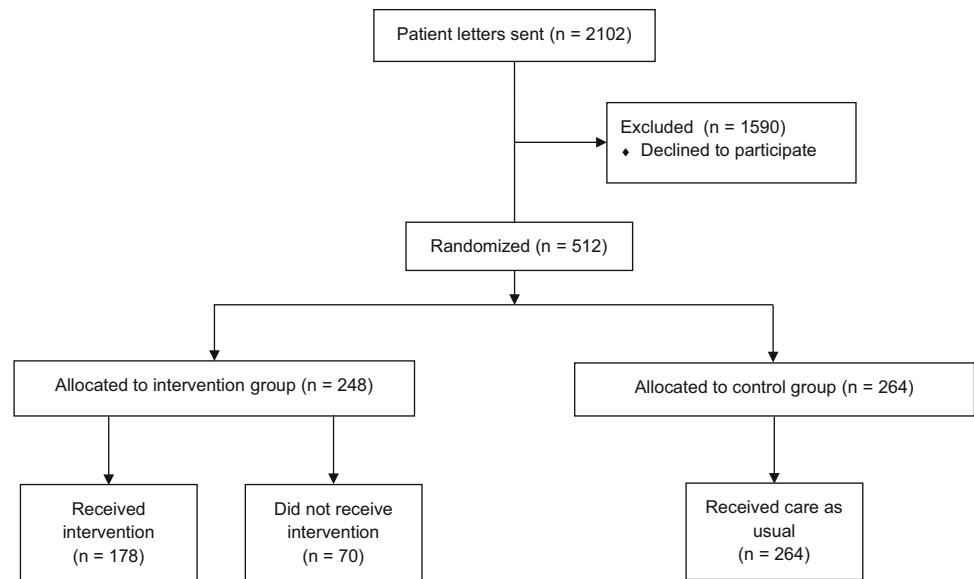 Patient letters sent (n = 2102)
Excluded  (n = 1590)
♦ Declined to participate
Randomized (n = 512)
Allocated to intervention group (n = 248)
Allocated to control group (n = 264)
Received
intervention
(n = 178)
Did not receive
intervention
(n = 70)
Received care as
usual
(n = 264)